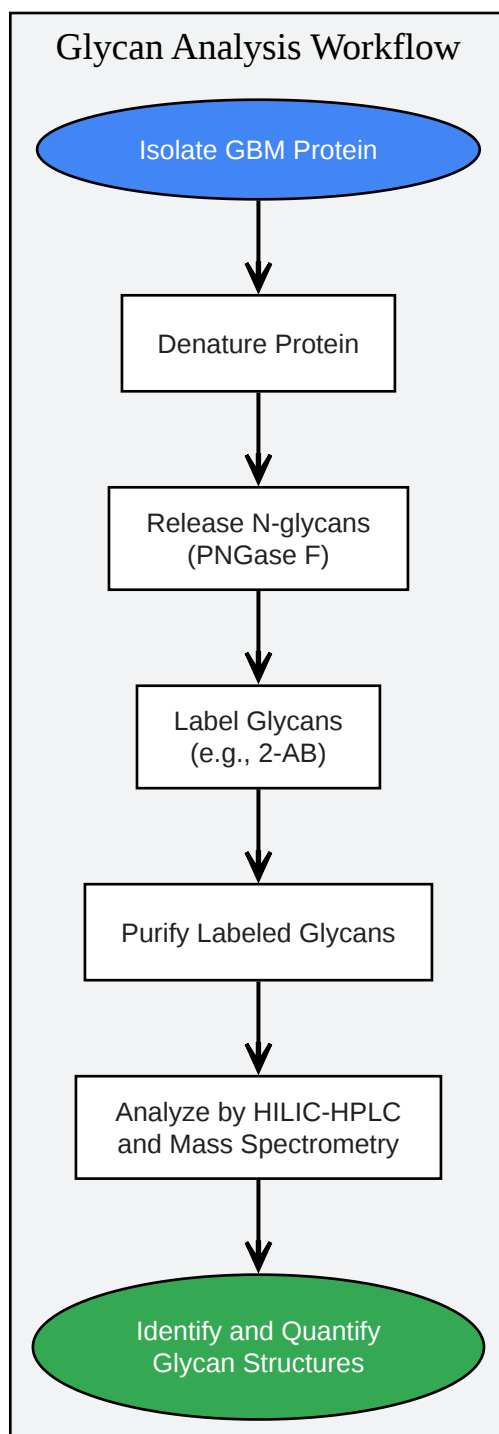 Glycan Analysis Workflow
Isolate GBM Protein
Denature Protein
Release N-glycans
(PNGase F)
Label Glycans
(e.g., 2-AB)
Purify Labeled Glycans
Analyze by HILIC-HPLC
and Mass Spectrometry
Identify and Quantify
Glycan Structures